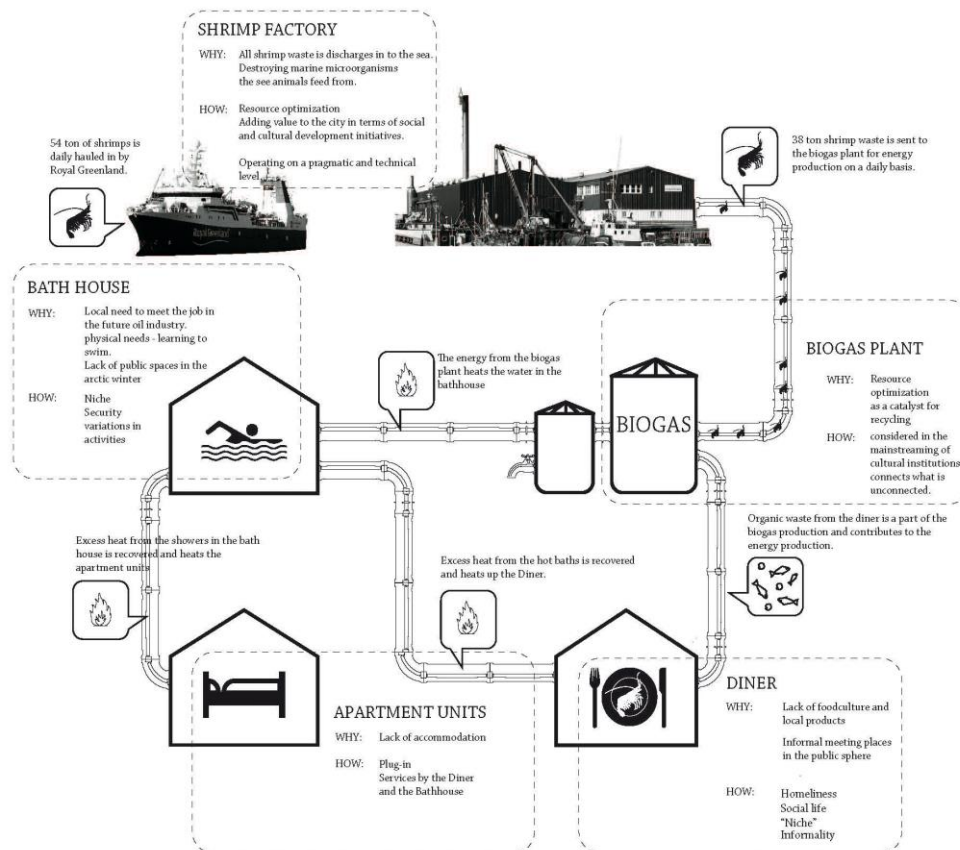 SHRIMP FACTORY
WHY: All shrimp waste is discharges in to the sea.
Destroying marine microorganisms
the see animals feed from.
HOW: Resource optimization
Adding value to the city in terms of social
and cultural development initiatives.
Operating on a pragmatic and technical
level
54 ton of shrimps is
daily hauled in by
Royal Greenland.
Royal Greenland
38 ton shrimp waste is sent to
the biogas plant for energy
production on a daily basis.
BATH HOUSE
WHY: Local need to meet the job in
the future oil industry.
physical needs - learning to
swim.
Lack of public spaces in the
arctic winter
HOW: Niche
Security
variations in
activities
The energy from the biogas
plant heats the water in the
bathhouse
BIOGAS
BIOGAS PLANT
WHY: Resource
optimization
as a catalyst for
recycling
HOW: considered in the
mainstreaming of
cultural institutions
connects what is
unconnected.
Excess heat from the showers in the bath
house is recovered and heats the
apartment units
Excess heat from the hot baths is recovered
and heats up the Diner.
Organic waste from the diner is a part of the
biogas production and contributes to the
energy production.
APARTMENT UNITS
WHY: Lack of accommodation
HOW: Plug-in
Services by the Diner
and the Bathhouse
DINER
WHY: Lack of foodculture and
local products
Informal meeting places
in the public sphere
HOW: Homeliness
Social life
"Niche"
Informality